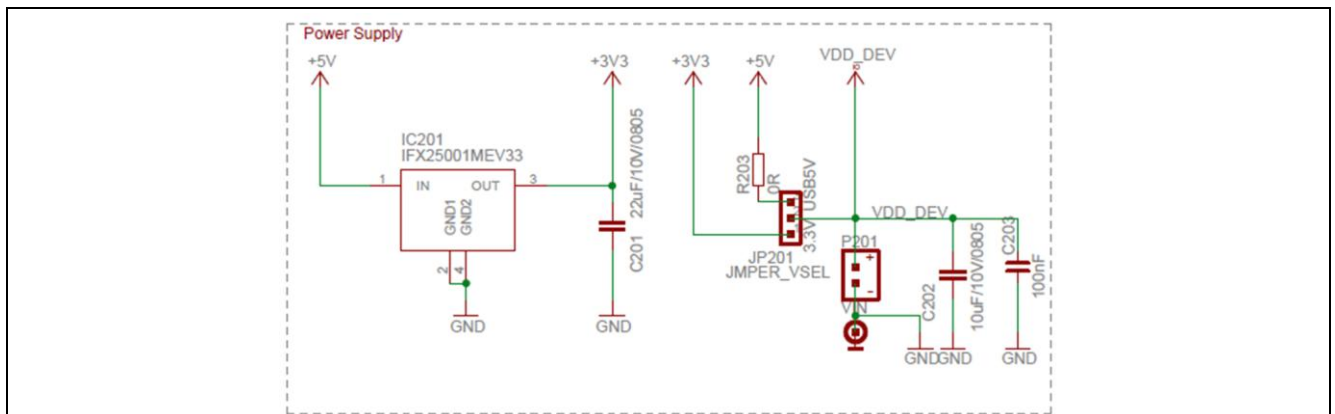 Power Supply
+5V
+3V3
+3V3
+5V
VDD_DEV
IC201
IFX25001MEV33
1
IN
OUT
3
GND1
GND2
2
4
GND
C201
22uF/10V/0805
GND
R203
0R
USB5V
3.3V
JP201
JMPER_VSEL
VDD_DEV
P201
+
-
VIN
C202
10uF/10V/0805
C203
100nF
GND
GND
GND